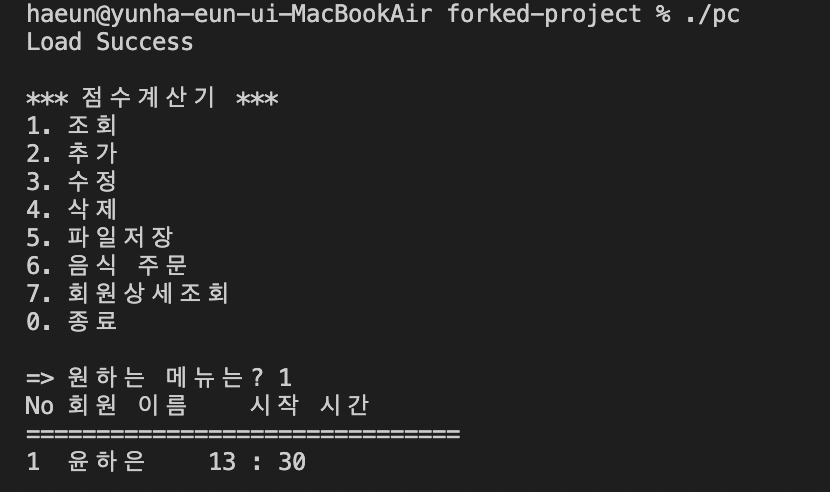 haeun@yunha-eun-ui-MacBookAir forked-project % ./pc
Load Success
*** 점수계산기 ***
1. 조회
2. 추가
3. 수정
4. 삭제
5. 파일저장
6. 음식 주문
7. 회원상세조회
0. 종료
=> 원하는 메뉴는? 1
No 회원 이름    시작 시간
===============================
1  윤하은    13 : 30